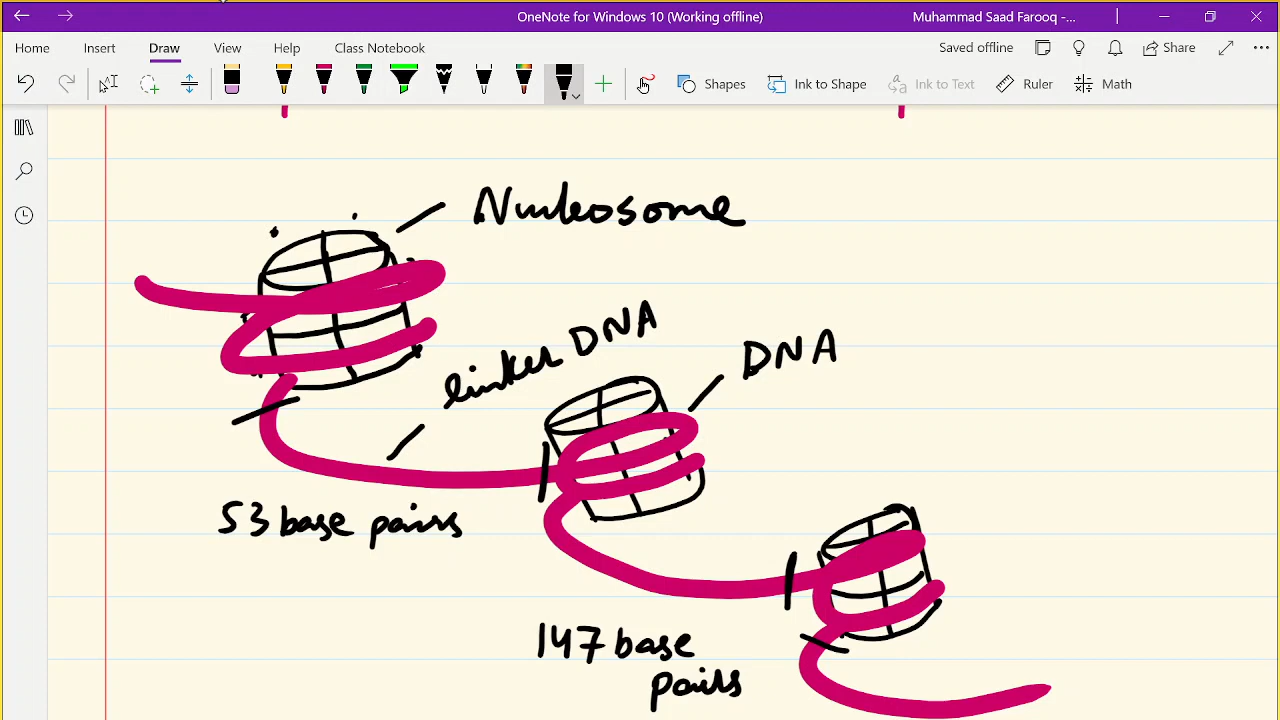 OneNote for Windows 10 (Working offline)
Muhammad Saad Farooq -...
Home Insert Draw View Help Class Notebook
Saved offline
Share
Shapes
Ink to Shape
Ink to Text
Ruler
Math
Nucleosome
linker DNA
DNA
53 base pairs
147 base
pairs